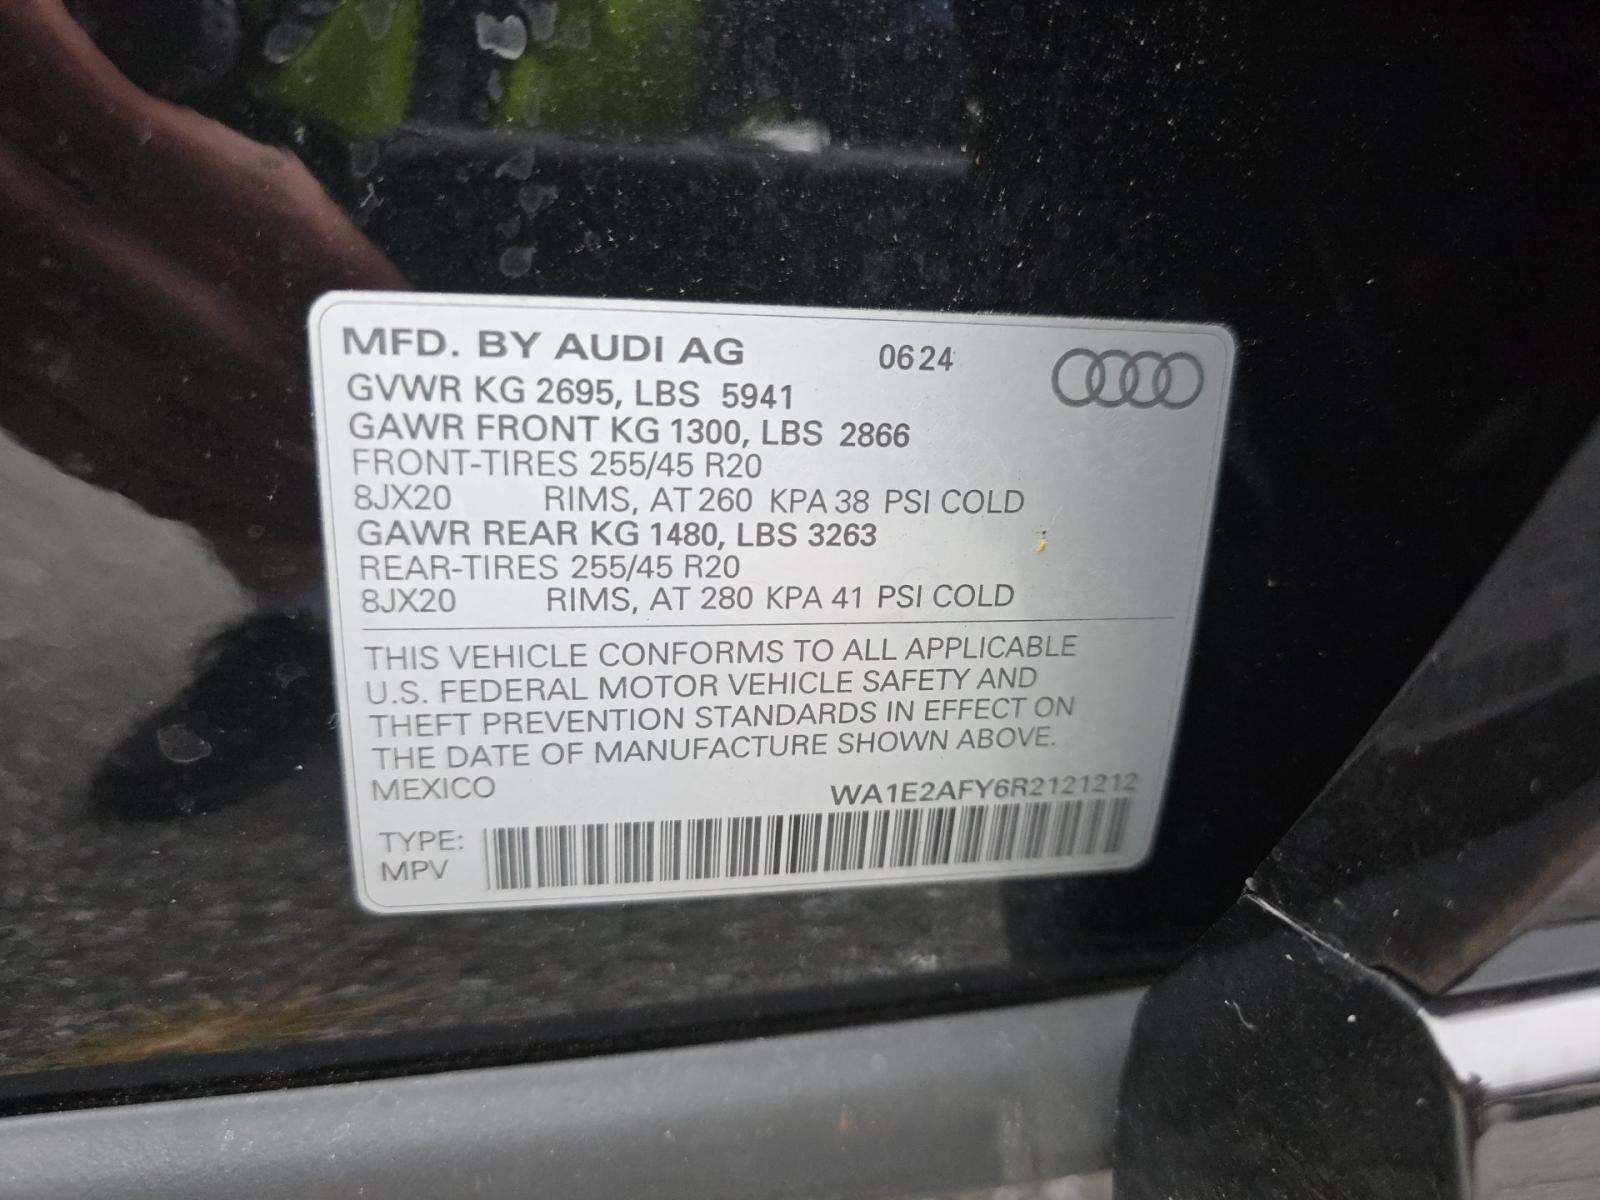 MFD. BY AUDI AG 0624
GVWR KG 2695, LBS 5941
GAWR FRONT KG 1300, LBS 2866
FRONT-TIRES 255/45 R20
8JX20 RIMS, AT 260 KPA 38 PSI COLD
GAWR REAR KG 1480, LBS 3263
REAR-TIRES 255/45 R20
8JX20 RIMS, AT 280 KPA 41 PSI COLD
THIS VEHICLE CONFORMS TO ALL APPLICABLE
U.S. FEDERAL MOTOR VEHICLE SAFETY AND
THEFT PREVENTION STANDARDS IN EFFECT ON
THE DATE OF MANUFACTURE SHOWN ABOVE.
MEXICO WA1E2AFY6R2121212
TYPE:
MPV